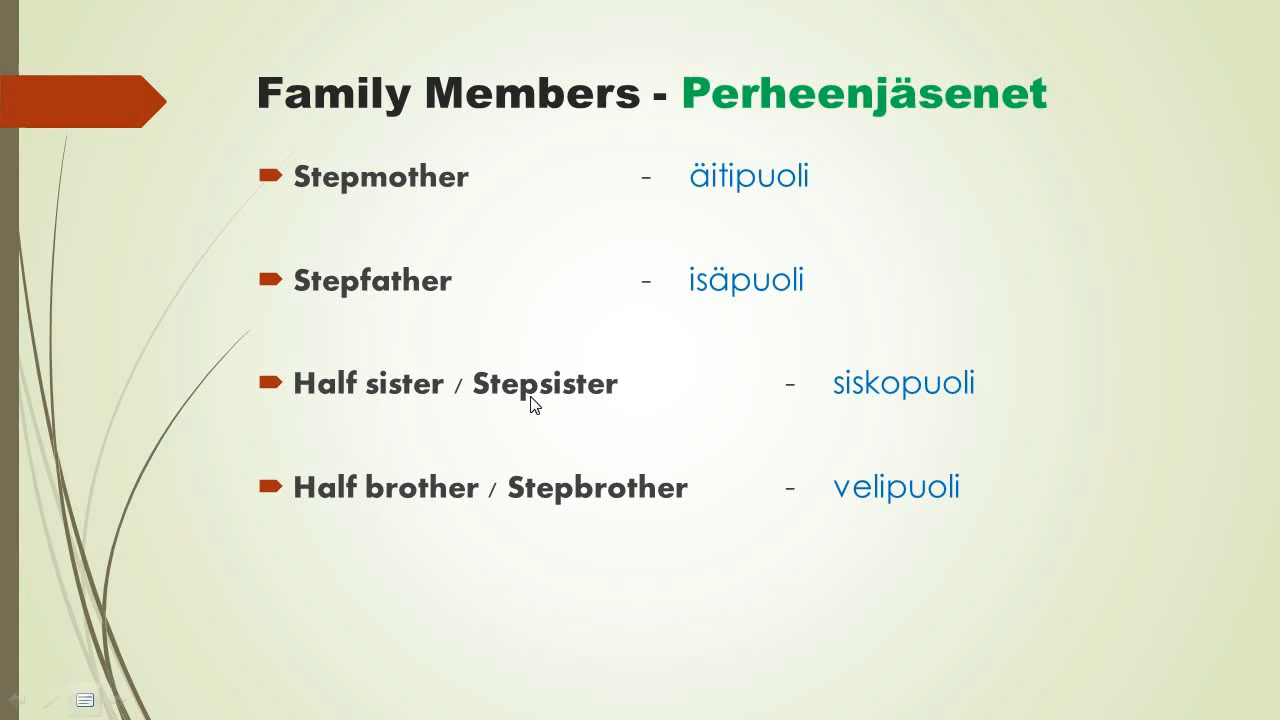 Family Members - Perheenjäsenet
Stepmother - äitipuoli
Stepfather - isäpuoli
Half sister / Stepsister - siskopuoli
Half brother / Stepbrother - velipuoli